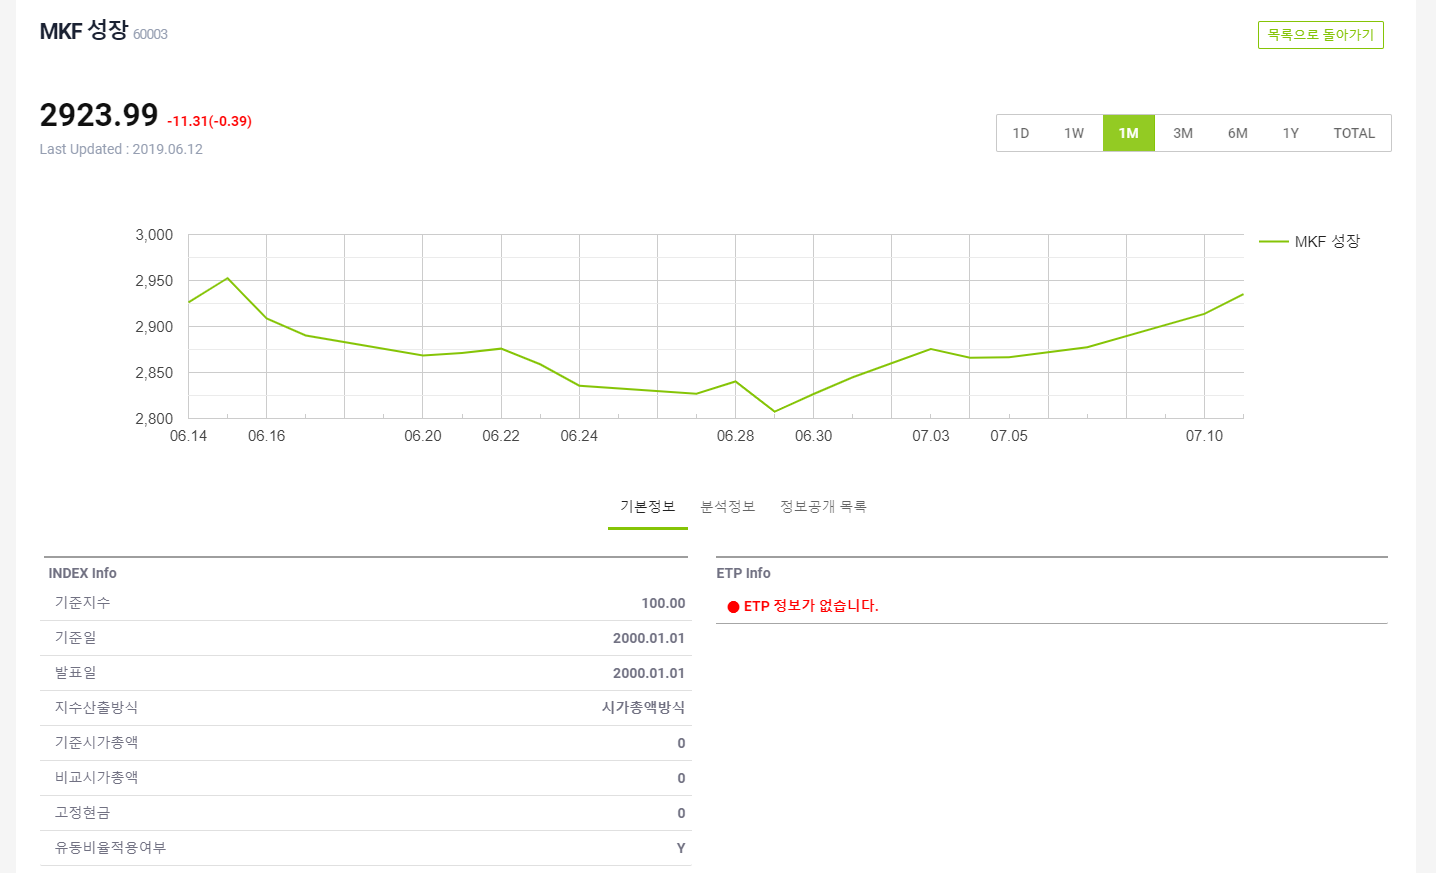 MKF 성장 60003
목록으로 돌아가기
2923.99 -11.31(-0.39)
Last Updated : 2019.06.12
1D 1W 1M 3M 6M 1Y TOTAL
3,000
2,950
2,900
2,850
2,800
06.14 06.16 06.20 06.22 06.24 06.28 06.30 07.03 07.05 07.10
MKF 성장
기본정보 분석정보 정보공개 목록
INDEX Info
기준지수 100.00
기준일 2000.01.01
발표일 2000.01.01
지수산출방식 시가총액방식
기준시가총액 0
비교시가총액 0
고정현금 0
유동비율적용여부 Y
ETP Info
ETP 정보가 없습니다.